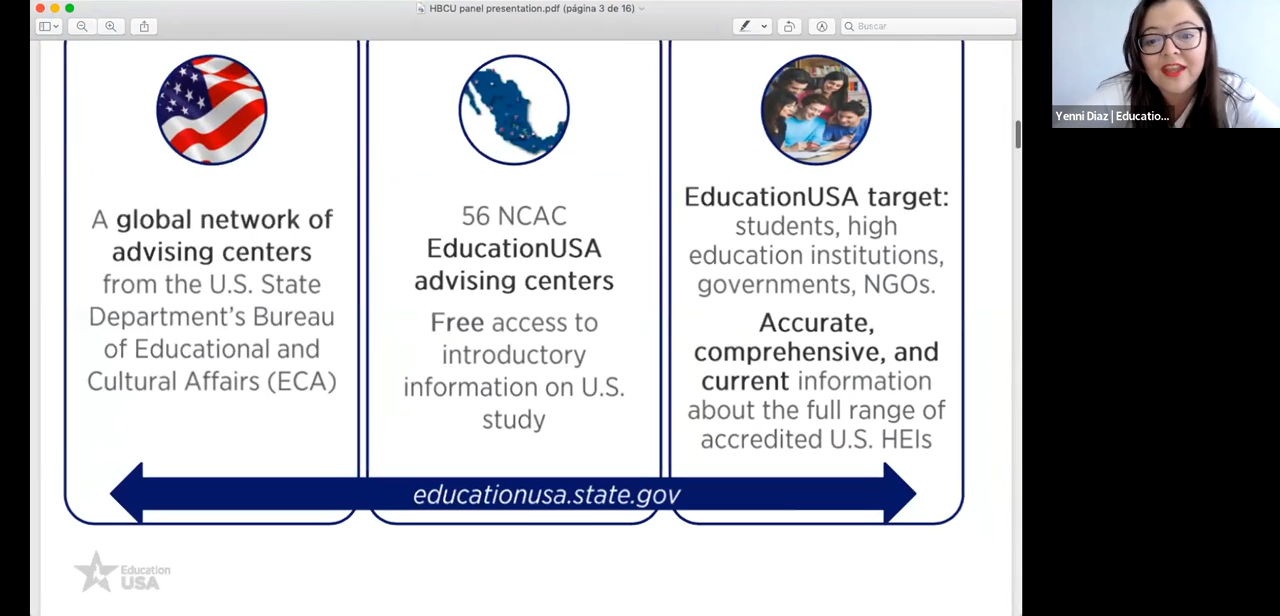 HBCU panel presentation.pdf (página 3 de 16)
Buscar
Yenni Diaz | Educatio...
A global network of
advising centers
from the U.S. State
Department's Bureau
of Educational and
Cultural Affairs (ECA)
56 NCAC
EducationUSA
advising centers
Free access to
introductory
information on U.S.
study
EducationUSA target:
students, high
education institutions,
governments, NGOs.
Accurate,
comprehensive, and
current information
about the full range of
accredited U.S. HEIs
educationusa.state.gov
Education
USA